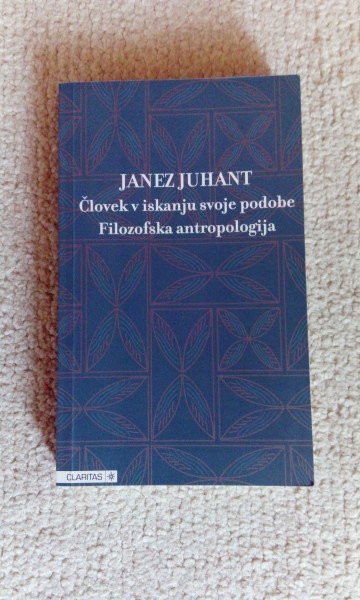 JANEZ JUHANT
Človek v iskanju svoje podobe
Filozofska antropologija
CLARITAS